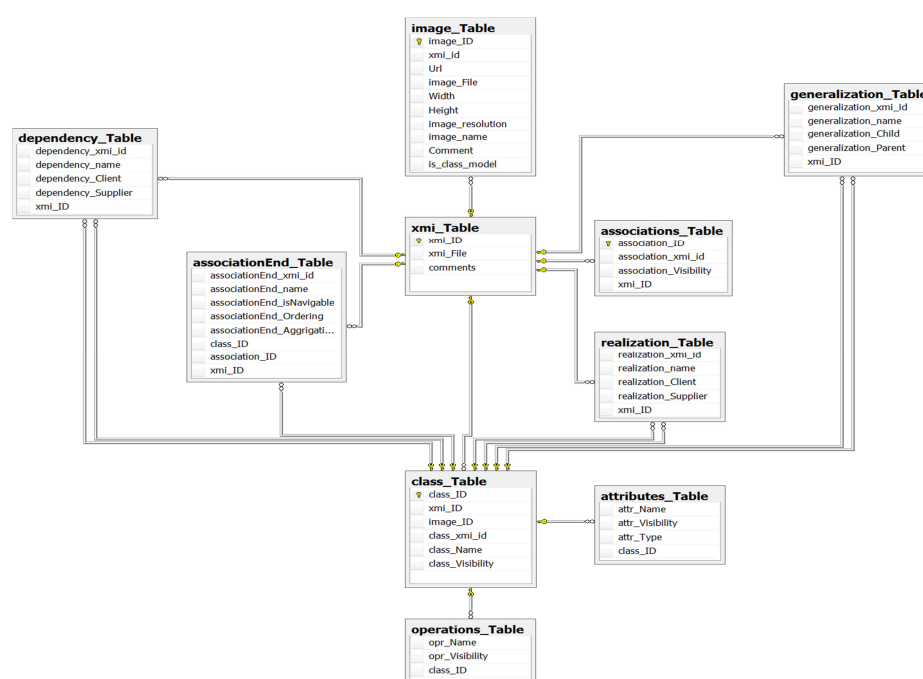 image_Table
image_ID
xmi_id
Url
image_File
Width
Height
image_resolution
image_name
Comment
is_class_model
generalization_Table
generalization_xmi_id
generalization_name
generalization_Child
generalization_Parent
xmi_ID
dependency_Table
dependency_xmi_id
dependency_name
dependency_Client
dependency_Supplier
xmi_ID
xmi_Table
xmi_ID
xmi_File
comments
associations_Table
association_ID
association_xmi_id
association_Visibility
xmi_ID
associationEnd_Table
associationEnd_xmi_id
associationEnd_name
associationEnd_isNavigable
associationEnd_Ordering
associationEnd_Aggregati...
class_ID
association_ID
xmi_ID
realization_Table
realization_xmi_id
realization_name
realization_Client
realization_Supplier
xmi_ID
class_Table
class_ID
xmi_ID
image_ID
class_xmi_id
class_Name
class_Visibility
attributes_Table
attr_Name
attr_Visibility
attr_Type
class_ID
operations_Table
opr_Name
opr_Visibility
class_ID